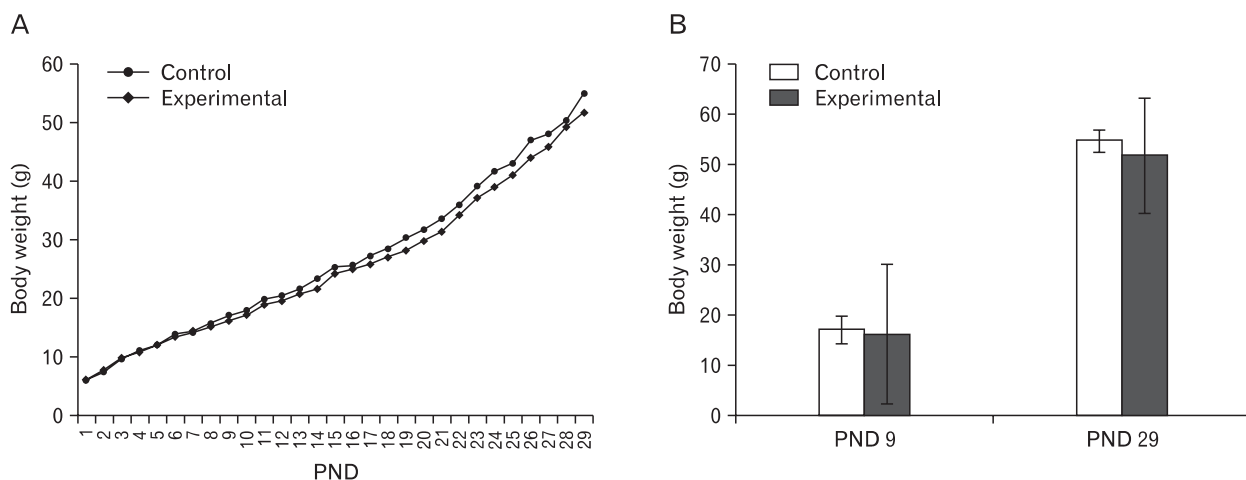 A
Body weight (g)
60
50
40
30
20
10
0
Control
Experimental
1 2 3 4 5 6 7 8 9 10 11 12 13 14 15 16 17 18 19 20 21 22 23 24 25 26 27 28 29
PND
B
Body weight (g)
70
60
50
40
30
20
10
0
Control
Experimental
PND 9 PND 29